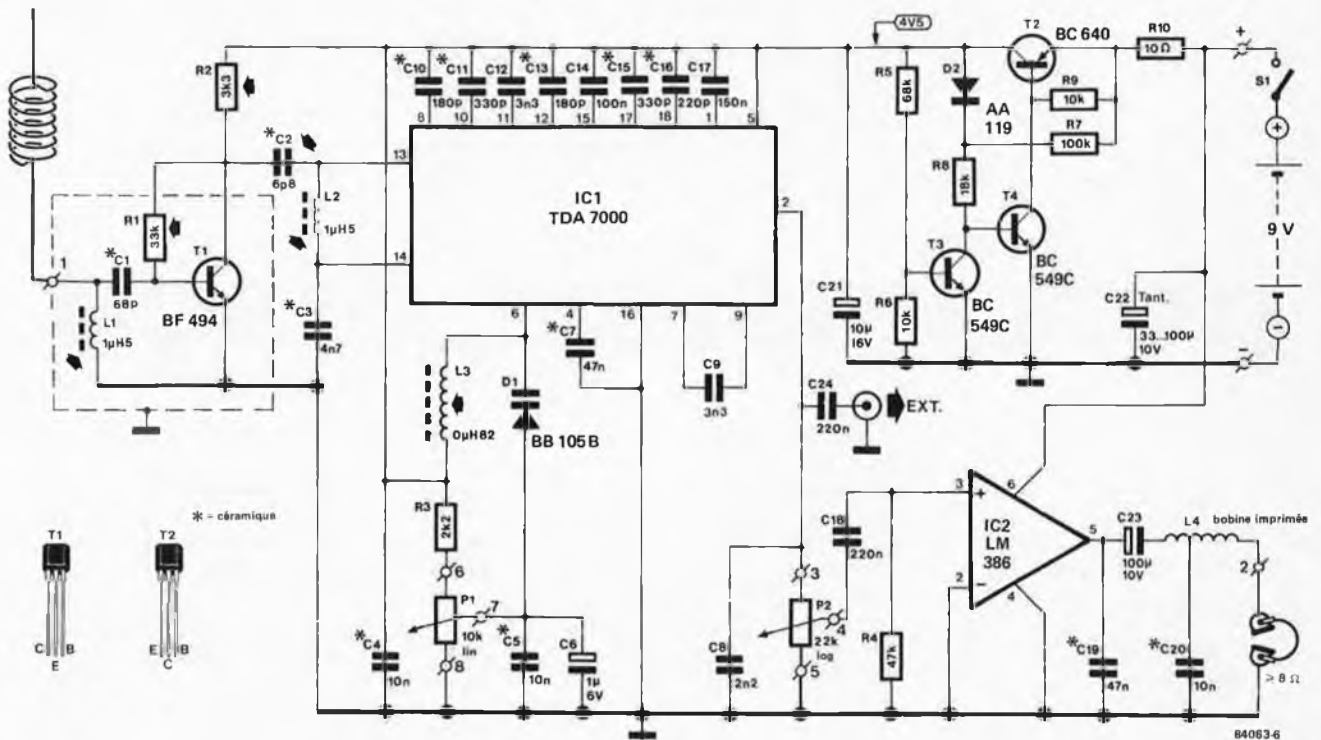 R2
3k3
*C2
6p8
R1
33k
1
*C1
68p
T1
BF 494
L1
1µH5
L2
1µH5
*C3
4n7
*C10
180p
8
*C11
330p
10
C12
3n3
11
*C13
180p
12
C14
100n
15
*C15
330p
17
*C16
220p
18
C17
150n
1
5
13
14
IC1
TDA 7000
2
6
4
16
7
9
*C7
47n
C9
3n3
L3
0µH82
D1
BB 105B
R3
2k2
6
P1
10k
lin
7
8
*C4
10n
*C5
10n
C6
1µ
6V
T1
C
E
B
T2
E
C
B
* = céramique
4V5
R5
68k
D2
AA
119
T2
BC 640
R10
10Ω
R9
10k
R7
100k
R8
18k
T4
BC
549C
T3
BC
549C
R6
10k
C21
10µ
16V
C22
Tant.
33...100µ
10V
+
S1
+
9 V
−
−
C24
220n
EXT.
C8
2n2
3
P2
22k
log
4
5
C18
220n
R4
47k
3
+
2
−
IC2
LM
386
6
4
5
C23
100µ
10V
L4
bobine imprimée
2
*C19
47n
*C20
10n
≥ 8 Ω
84063-6